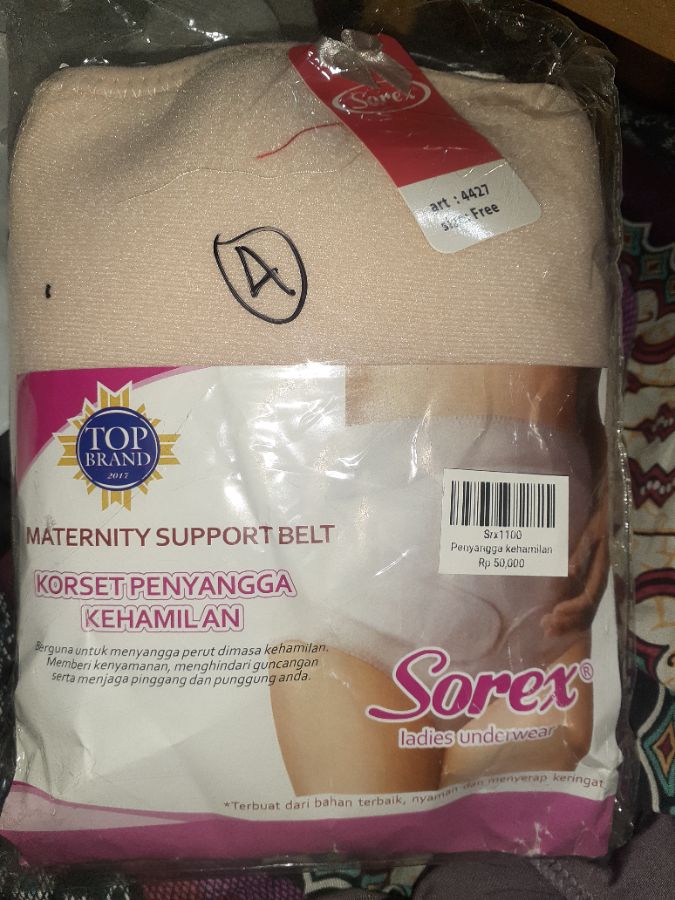 Sorex
art : 4427
size : Free
A
TOP
BRAND
2017
MATERNITY SUPPORT BELT
KORSET PENYANGGA
KEHAMILAN
Berguna untuk menyangga perut dimasa kehamilan.
Memberi kenyamanan, menghindari guncangan
serta menjaga pinggang dan punggung anda.
Srx1100
Penyangga kehamilan
Rp 50,000
Sorex®
ladies underwear
*Terbuat dari bahan terbaik, nyaman dan menyerap keringat